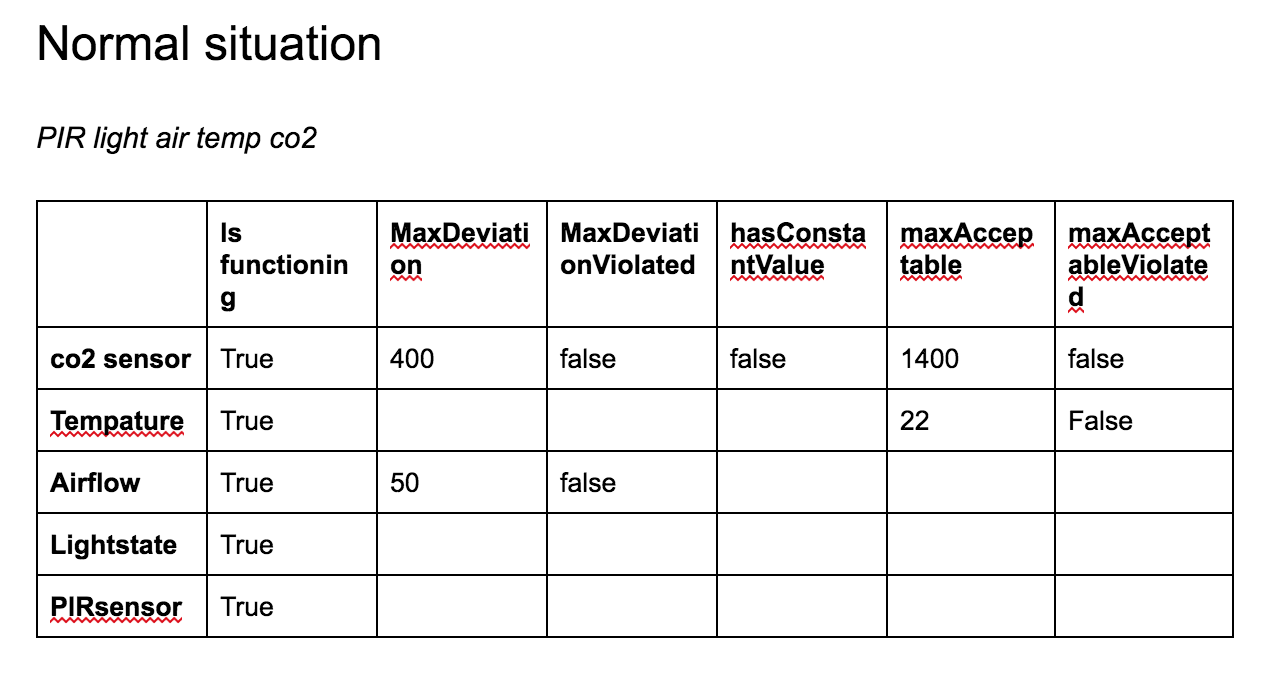 Normal situation
PIR light air temp co2
Is functioning MaxDeviation MaxDeviationViolated hasConstantValue maxAcceptable maxAcceptableViolated
co2 sensor True 400 false false 1400 false
Tempature True 22 False
Airflow True 50 false
Lightstate True
PIRsensor True